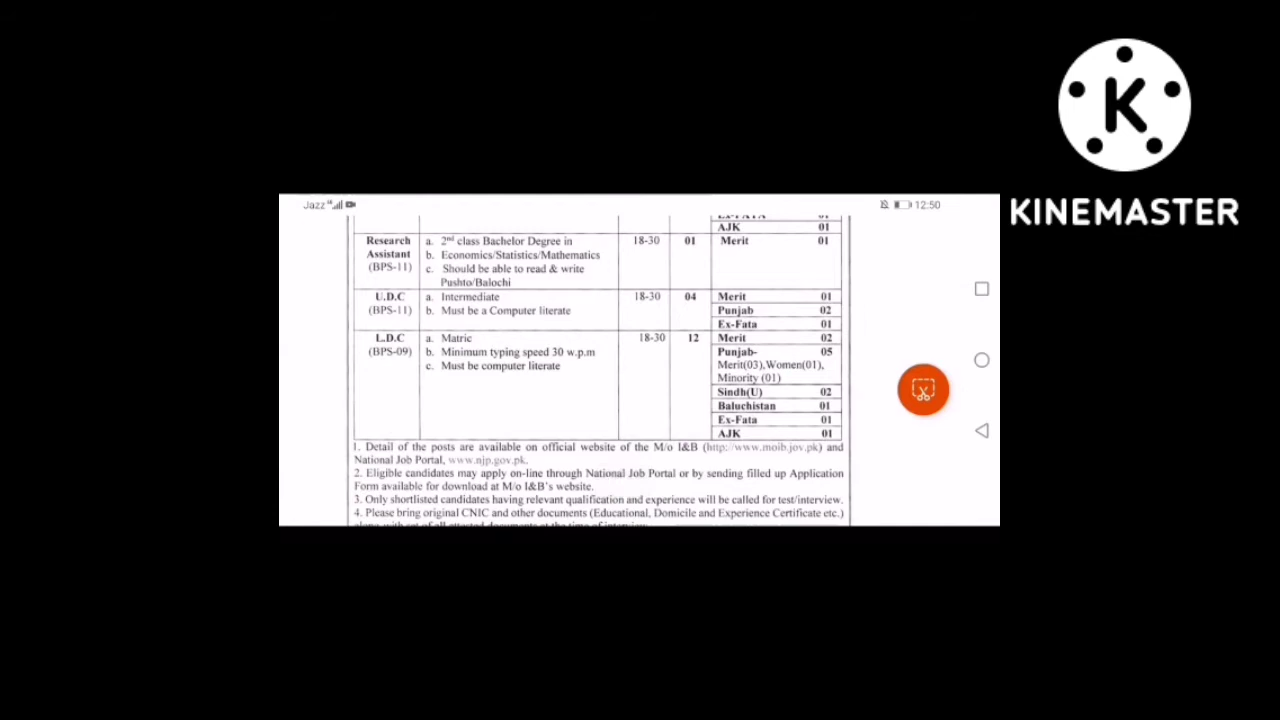 K
KINEMASTER
Jazz 12:50
AJK 01
Research Assistant (BPS-11)
a. 2nd class Bachelor Degree in
b. Economics/Statistics/Mathematics
c. Should be able to read & write
Pushto/Balochi
18-30 01 Merit 01
U.D.C (BPS-11)
a. Intermediate
b. Must be a Computer literate
18-30 04 Merit 01
Punjab 02
Ex-Fata 01
L.D.C (BPS-09)
a. Matric
b. Minimum typing speed 30 w.p.m
c. Must be computer literate
18-30 12 Merit 02
Punjab- 05
Merit(03),Women(01),
Minority (01)
Sindh(U) 02
Baluchistan 01
Ex-Fata 01
AJK 01
1. Detail of the posts are available on official website of the M/o I&B (http://www.moib.jov.pk) and
National Job Portal, www.njp.gov.pk.
2. Eligible candidates may apply on-line through National Job Portal or by sending filled up Application
Form available for download at M/o I&B's website.
3. Only shortlisted candidates having relevant qualification and experience will be called for test/interview.
4. Please bring original CNIC and other documents (Educational, Domicile and Experience Certificate etc.)